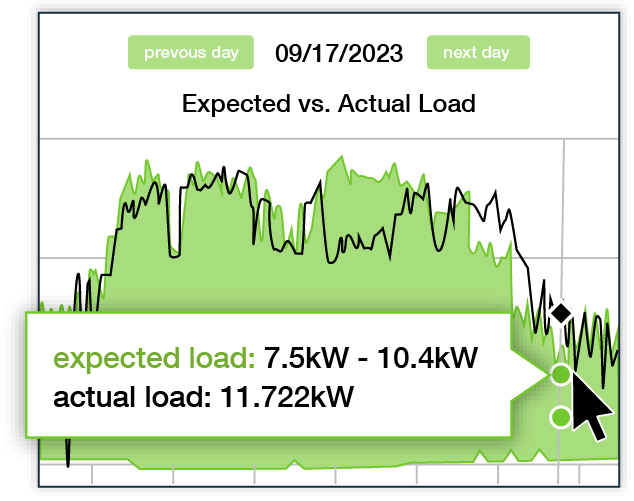 prevous day 09/17/2023 next day
Expected vs. Actual Load
expected load: 7.5kW - 10.4kW
actual load: 11.722kW